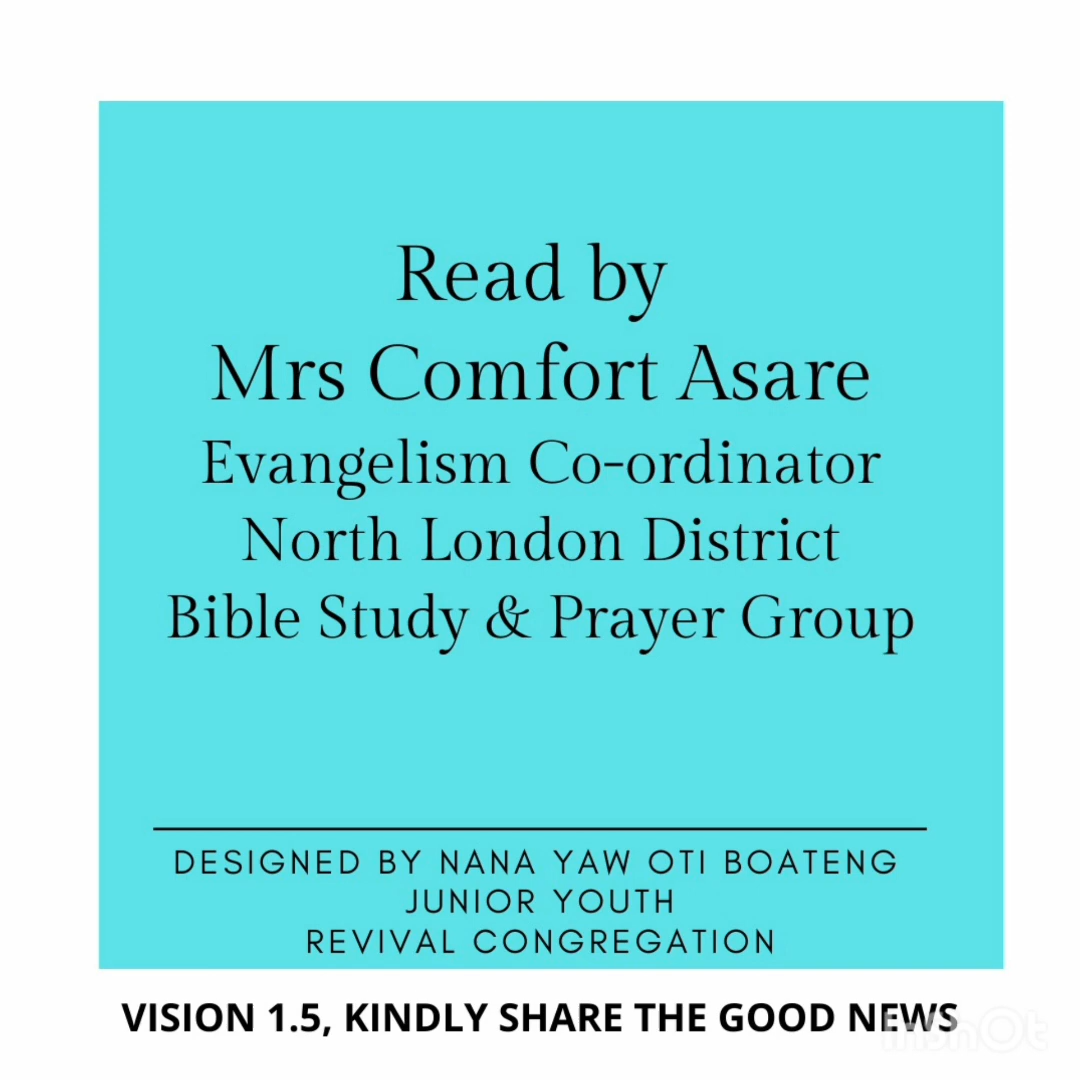 Read by
Mrs Comfort Asare
Evangelism Co-ordinator
North London District
Bible Study & Prayer Group
DESIGNED BY NANA YAW OTI BOATENG
JUNIOR YOUTH
REVIVAL CONGREGATION
VISION 1.5, KINDLY SHARE THE GOOD NEWS
InShOt